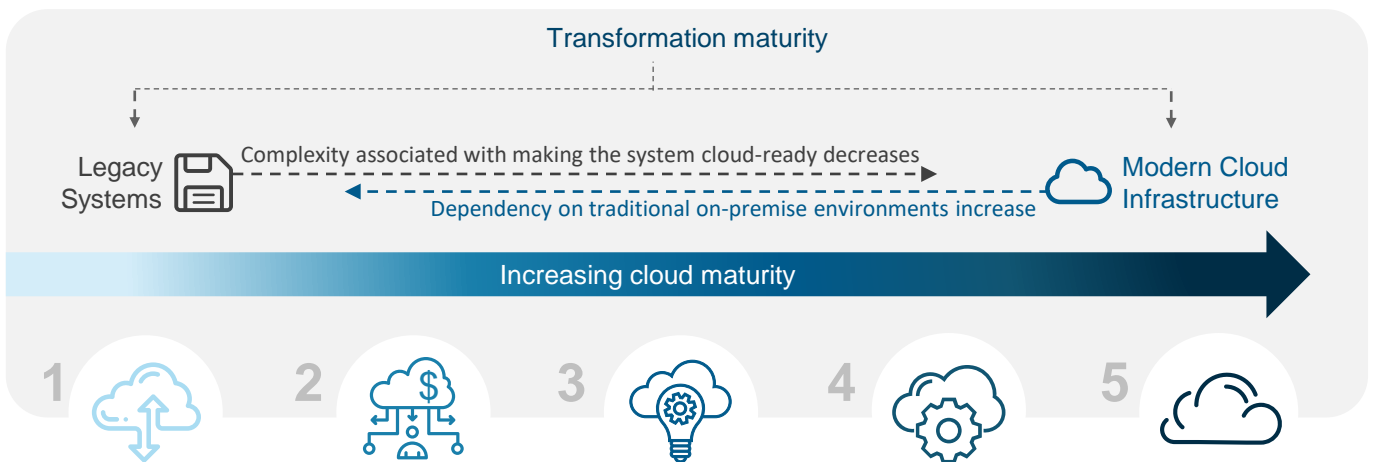 Transformation maturity
Legacy
Systems
Complexity associated with making the system cloud-ready decreases
Dependency on traditional on-premise environments increase
Modern Cloud
Infrastructure
Increasing cloud maturity
1
2
$
3
4
5